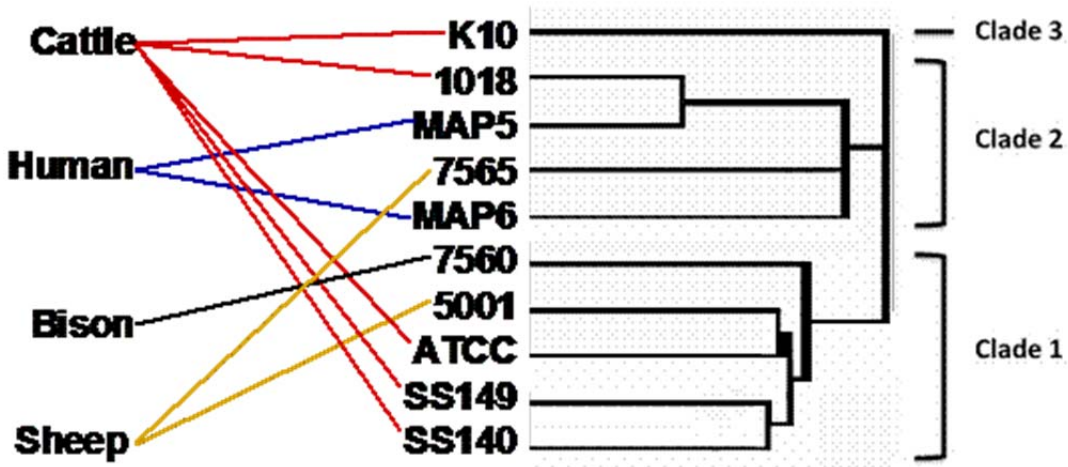 Cattle
Human
Bison
Sheep
K10
1018
MAP5
7565
MAP6
7560
5001
ATCC
SS149
SS140
Clade 3
Clade 2
Clade 1